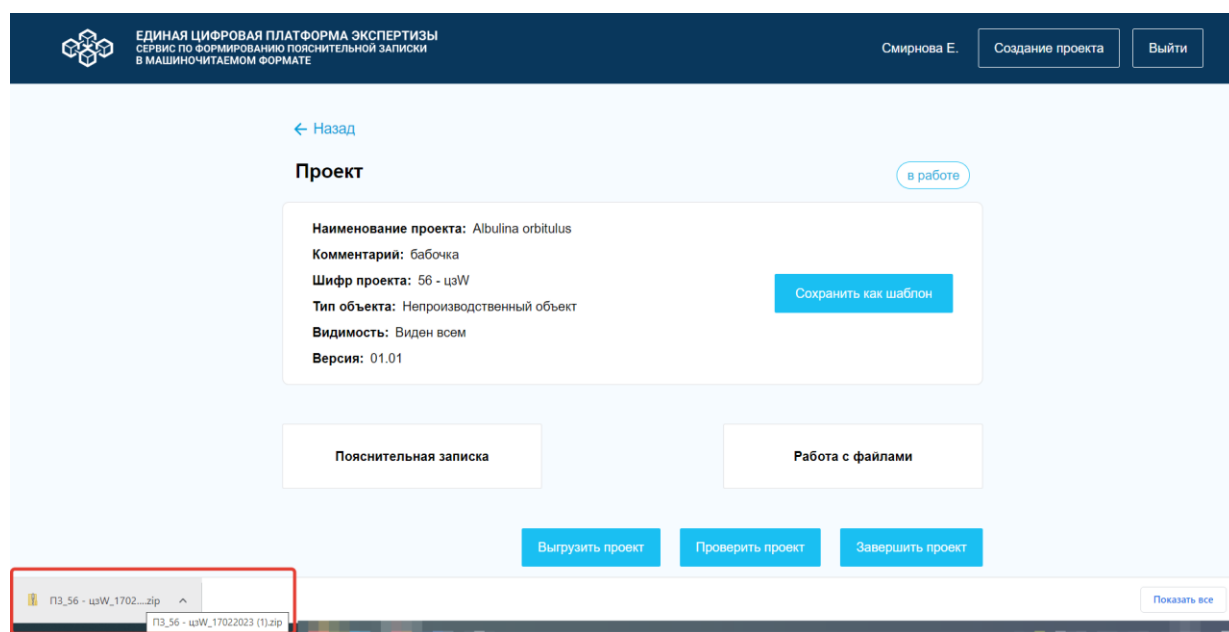 ЕДИНАЯ ЦИФРОВАЯ ПЛАТФОРМА ЭКСПЕРТИЗЫ
СЕРВИС ПО ФОРМИРОВАНИЮ ПОЯСНИТЕЛЬНОЙ ЗАПИСКИ
В МАШИНОЧИТАЕМОМ ФОРМАТЕ
Смирнова Е.
Создание проекта
Выйти
← Назад
Проект
в работе
Наименование проекта: Albulina orbitulus
Комментарий: бабочка
Шифр проекта: 56 - цзW
Тип объекта: Непроизводственный объект
Видимость: Виден всем
Версия: 01.01
Сохранить как шаблон
Пояснительная записка
Работа с файлами
Выгрузить проект
Проверить проект
Завершить проект
ПЗ_56 - цзW_1702....zip
Показать все
ПЗ_56 - цзW_17022023 (1).zip